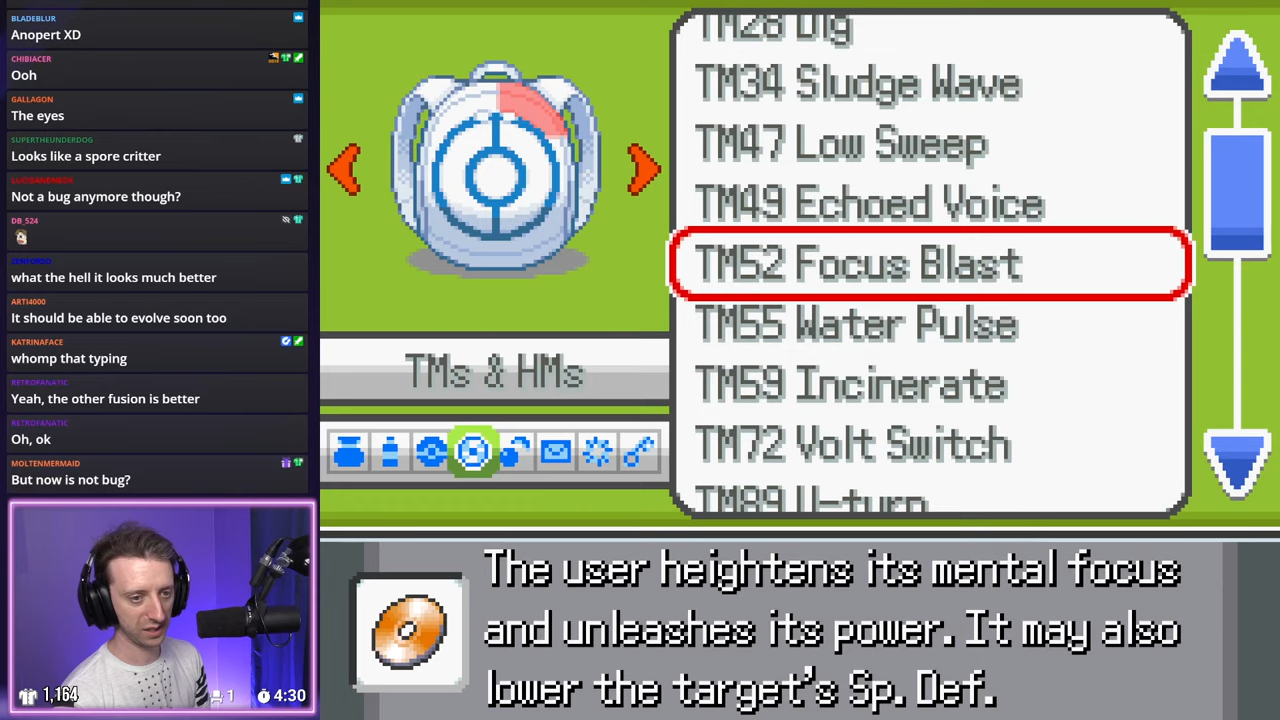 BLADEBLUR
Anopert XD
CHIBIACER
Ooh
GALLAGON
The eyes
SUPERTHEUNDERDOG
Looks like a spore critter
Not a bug anymore though?
DB_524
what the hell it looks much better
ARTI4000
It should be able to evolve soon too
KATRINAFACE
whomp that typing
RETROFANATIC
Yeah, the other fusion is better
RETROFANATIC
Oh, ok
MOLTENMERMAID
But now is not bug?
1,164
1
4:30
TMs & HMs
TM28 Dig
TM34 Sludge Wave
TM47 Low Sweep
TM49 Echoed Voice
TM52 Focus Blast
TM55 Water Pulse
TM59 Incinerate
TM72 Volt Switch
TM89 U-turn
The user heightens its mental focus
and unleashes its power. It may also
lower the target's Sp. Def.